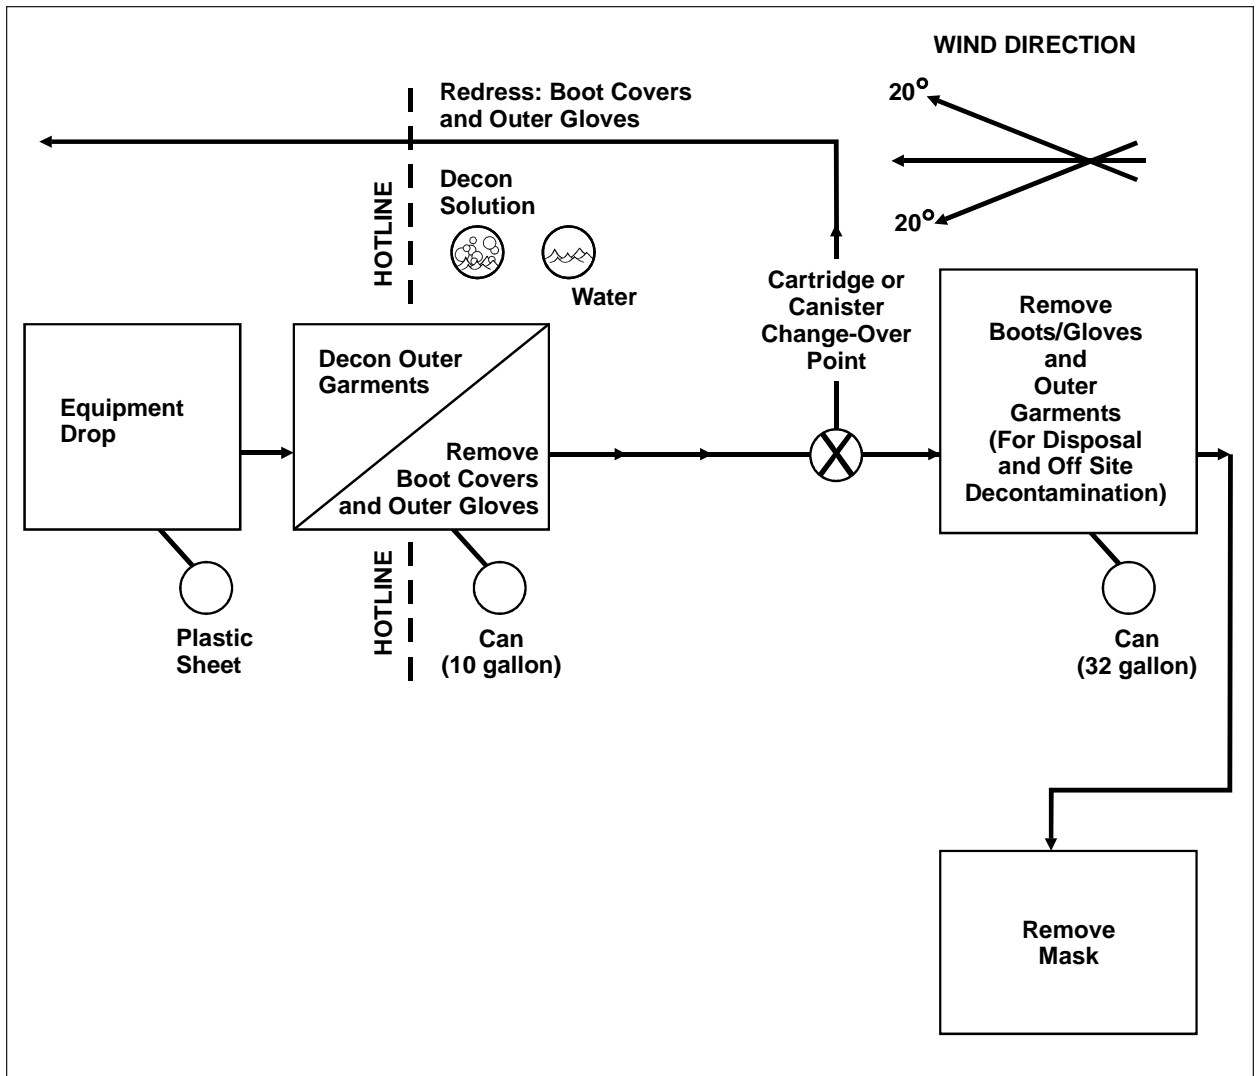 WIND DIRECTION
20°
20°
Redress: Boot Covers
and Outer Gloves
HOTLINE
Decon
Solution
Water
Cartridge or
Canister
Change-Over
Point
Equipment
Drop
Decon Outer
Garments
Remove
Boot Covers
and Outer Gloves
Remove
Boots/Gloves
and
Outer
Garments
(For Disposal
and Off Site
Decontamination)
Plastic
Sheet
HOTLINE
Can
(10 gallon)
Can
(32 gallon)
Remove
Mask